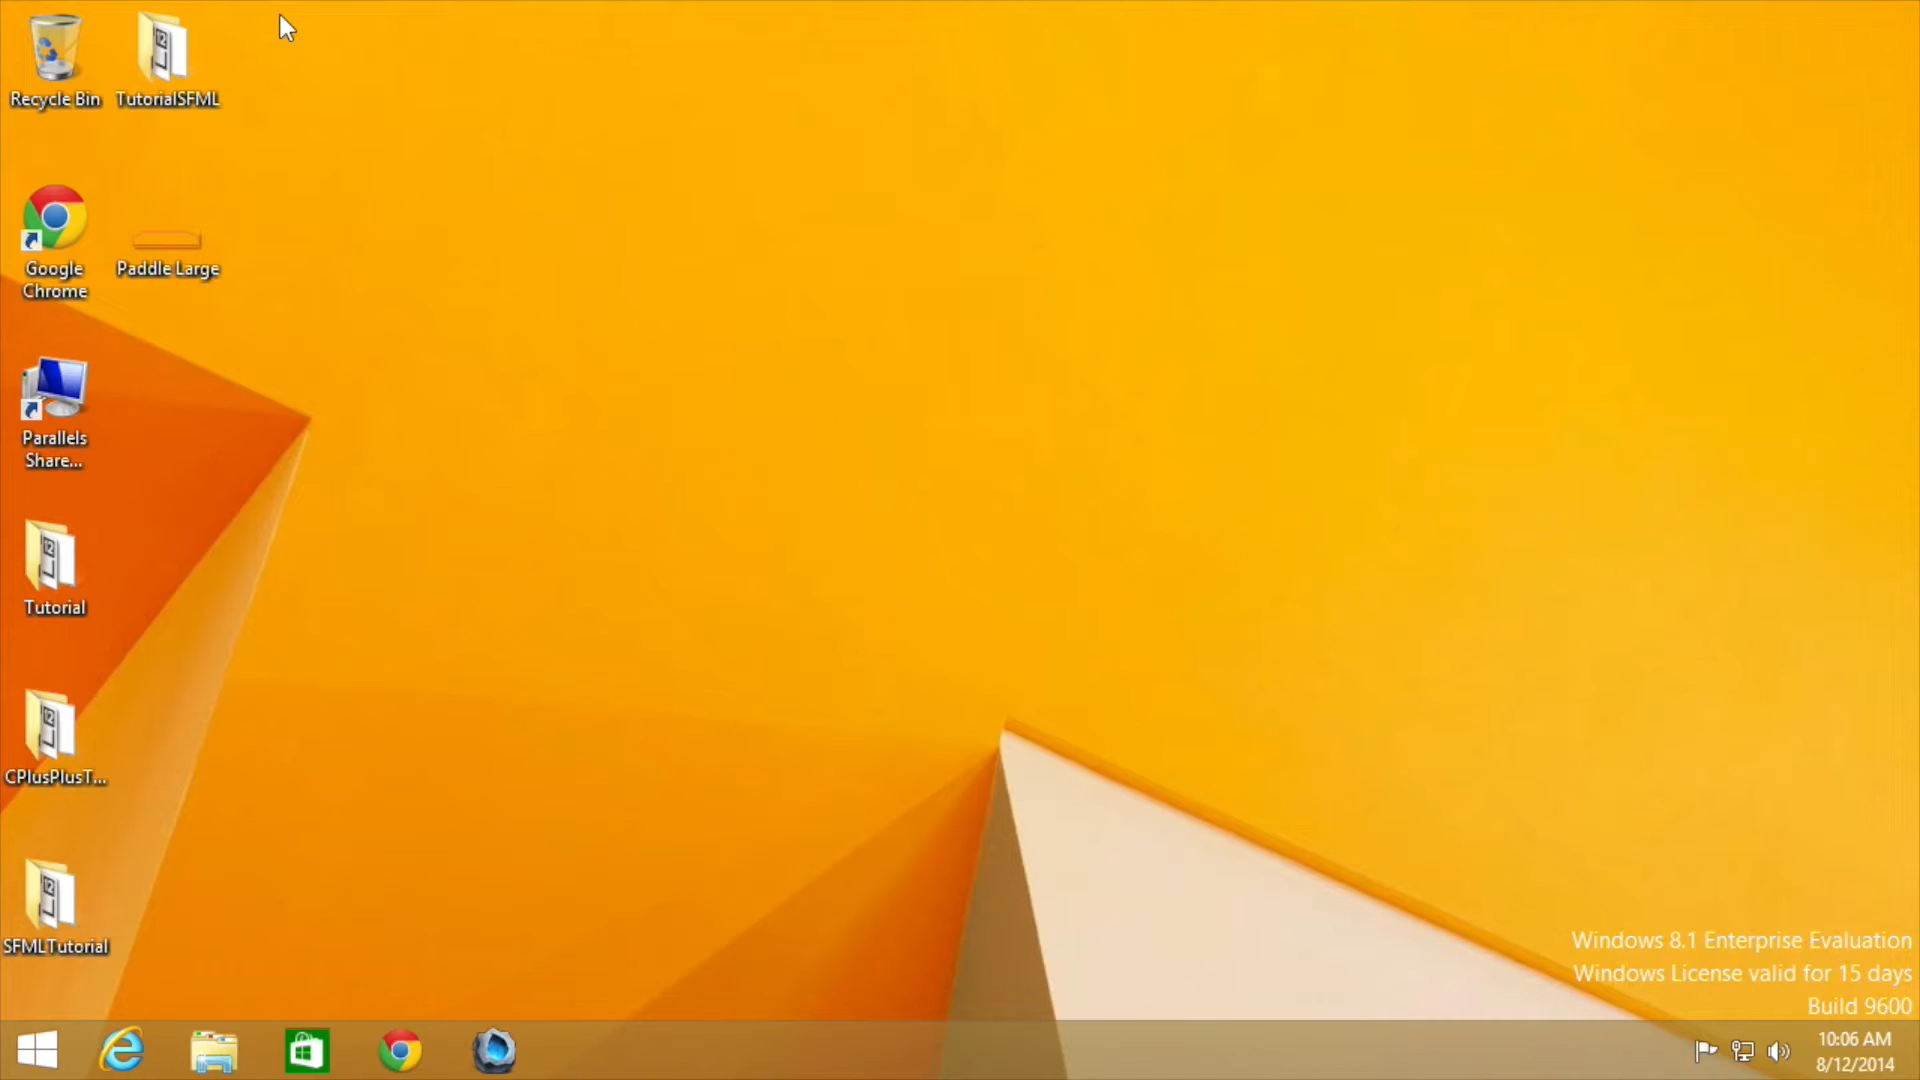 Recycle Bin
TutorialSFML
Google
Chrome
Paddle Large
Parallels
Share...
Tutorial
CPlusPlusT...
SFMLTutorial
Windows 8.1 Enterprise Evaluation
Windows License valid for 15 days
Build 9600
10:06 AM
8/12/2014